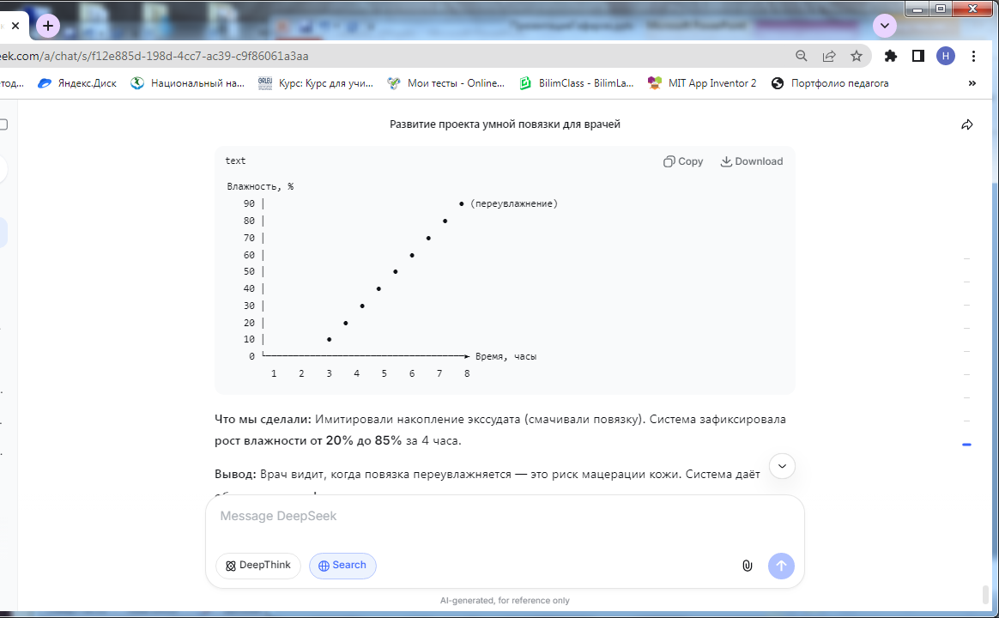 ek.com/a/chat/s/f12e885d-198d-4cc7-ac39-c9f86061a3aa
H
тод... Яндекс.Диск Национальный на... Курс: Курс для учи... Мои тесты - Online... BilimClass - BilimLa... MIT App Inventor 2 Портфолио педагога »
Развитие проекта умной повязки для врачей
text Copy Download
Влажность, %
90 | ● (переувлажнение)
80 | ●
70 | ●
60 | ●
50 | ●
40 | ●
30 | ●
20 | ●
10 | ●
0 └────────────────────────────────────► Время, часы
1 2 3 4 5 6 7 8
Что мы сделали: Имитировали накопление экссудата (смачивали повязку). Система зафиксировала
рост влажности от 20% до 85% за 4 часа.
Вывод: Врач видит, когда повязка переувлажняется — это риск мацерации кожи. Система даёт
Message DeepSeek
DeepThink Search
AI-generated, for reference only